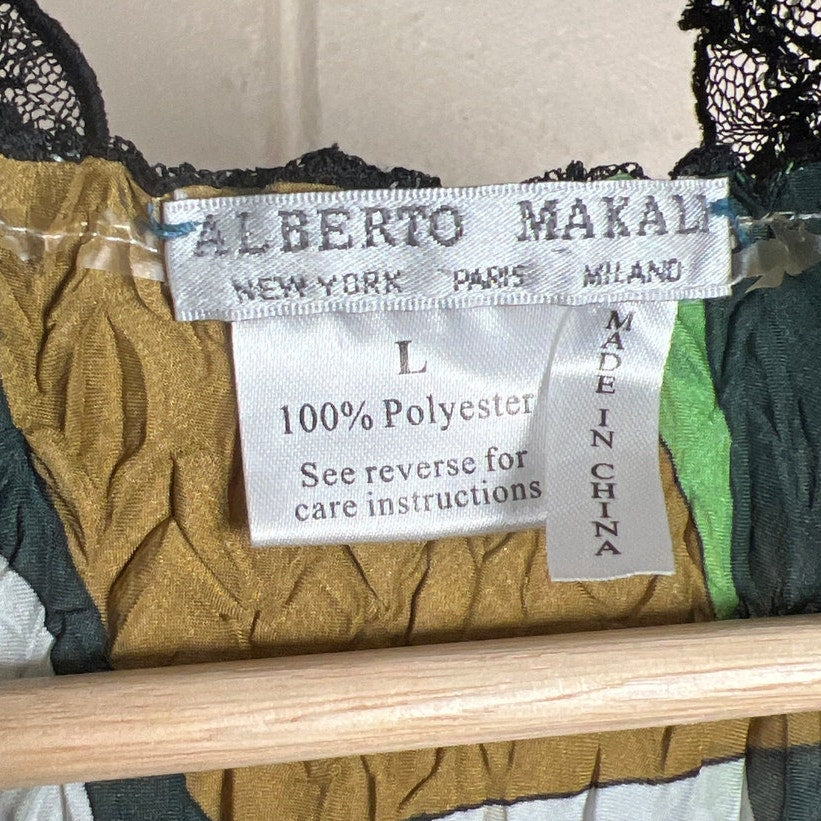 ALBERTO MAKALI
NEW YORK PARIS MILANO
L
100% Polyester
See reverse for
care instructions
MADE IN CHINA